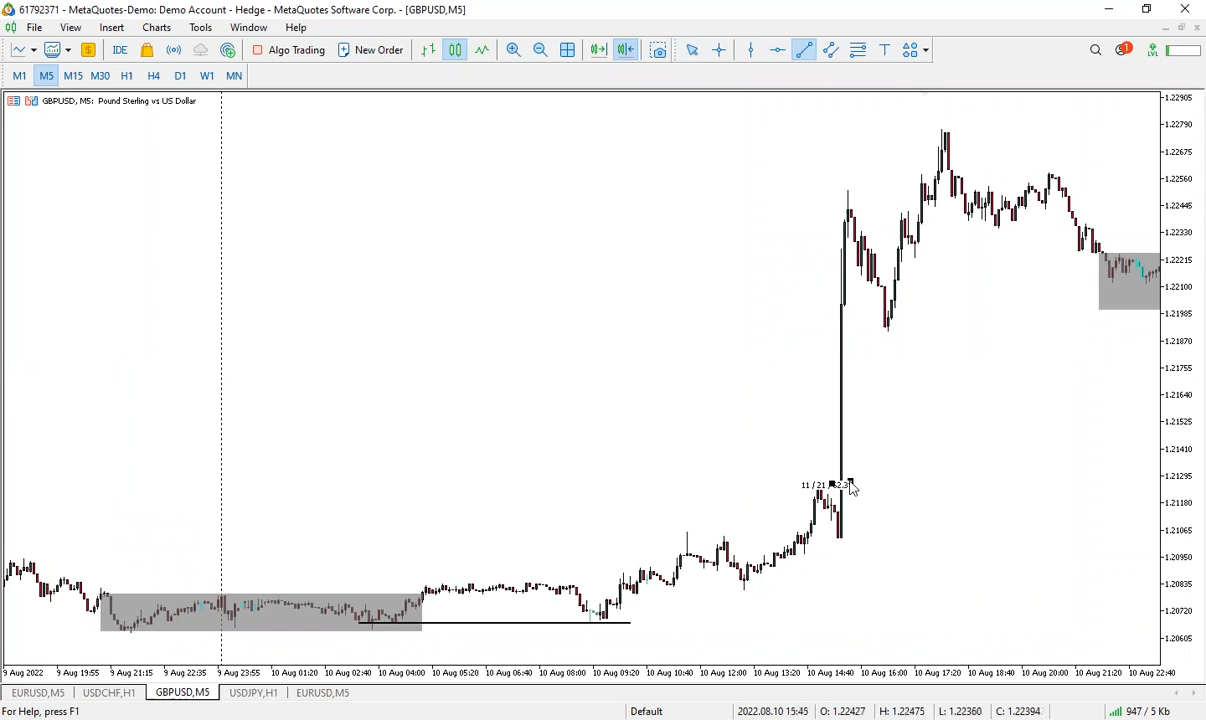 61792371 - MetaQuotes-Demo: Demo Account - Hedge - MetaQuotes Software Corp. - [GBPUSD,M5]
File View Insert Charts Tools Window Help
IDE Algo Trading New Order 1 LVL
M1 M5 M15 M30 H1 H4 D1 W1 MN
GBPUSD, M5: Pound Sterling vs US Dollar
1.22905
1.22790
1.22675
1.22560
1.22445
1.22330
1.22215
1.22100
1.21985
1.21870
1.21755
1.21640
1.21525
1.21410
1.21295
1.21180
1.21065
1.20950
1.20835
1.20720
1.20605
11 / 21 /
9 Aug 2022 9 Aug 19:55 9 Aug 21:15 9 Aug 22:35 9 Aug 23:55 10 Aug 01:20 10 Aug 02:40 10 Aug 04:00 10 Aug 05:20 10 Aug 06:40 10 Aug 08:00 10 Aug 09:20 10 Aug 10:40 10 Aug 12:00 10 Aug 13:20 10 Aug 14:40 10 Aug 16:00 10 Aug 17:20 10 Aug 18:40 10 Aug 20:00 10 Aug 21:20 10 Aug 22:40
EURUSD,M5 USDCHF,H1 GBPUSD,M5 USDJPY,H1 EURUSD,M5
For Help, press F1 Default 2022.08.10 15:45 O: 1.22427 H: 1.22475 L: 1.22360 C: 1.22394 947 / 5 Kb